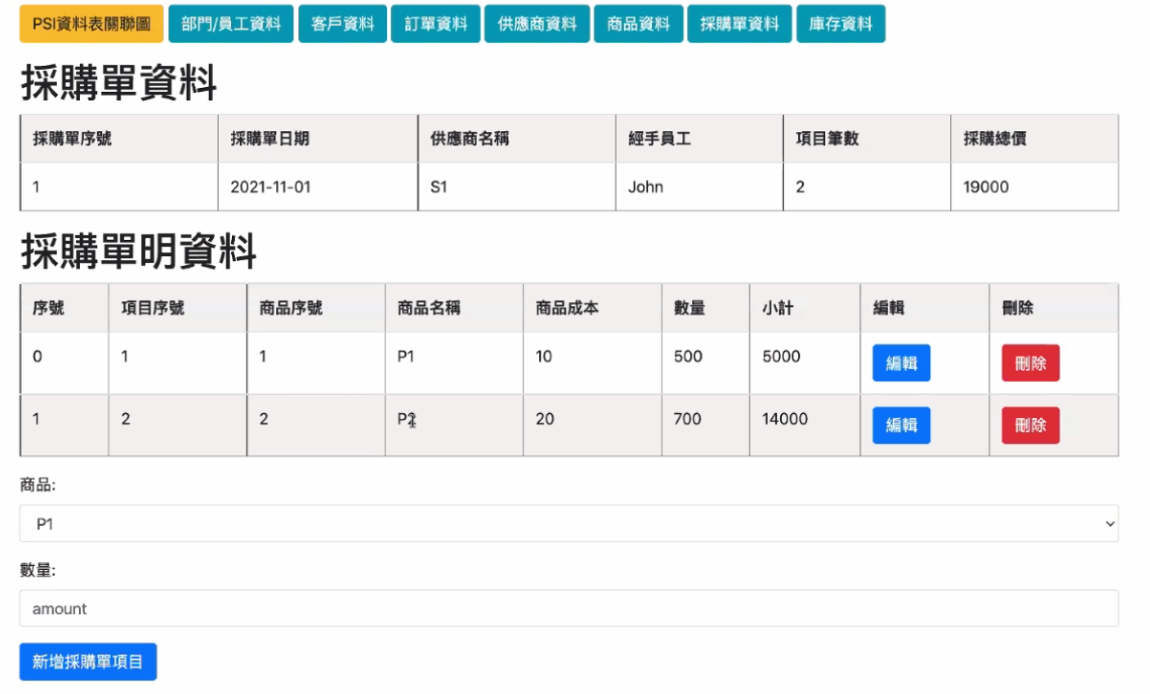 PSI資料表關聯圖 部門/員工資料 客戶資料 訂單資料 供應商資料 商品資料 採購單資料 庫存資料
採購單資料
採購單序號 採購單日期 供應商名稱 經手員工 項目筆數 採購總價
1 2021-11-01 S1 John 2 19000
採購單明資料
序號 項目序號 商品序號 商品名稱 商品成本 數量 小計 編輯 刪除
0 1 1 P1 10 500 5000 編輯 刪除
1 2 2 P2 20 700 14000 編輯 刪除
商品:
P1
數量:
amount
新增採購單項目